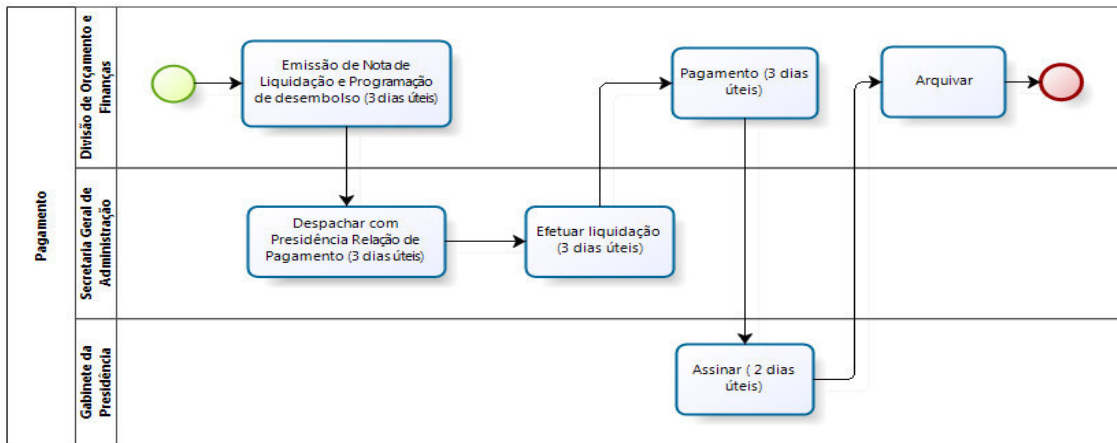 Pagamento
Divisão de Orçamento e
Finanças
Emissão de Nota de
Liquidação e Programação
de desembolso (3 dias úteis)
Pagamento (3 dias
úteis)
Arquivar
Secretaria Geral de
Administração
Despachar com
Presidência Relação de
Pagamento (3 dias úteis)
Efetuar liquidação
(3 dias úteis)
Gabinete da
Presidência
Assinar ( 2 dias
úteis)